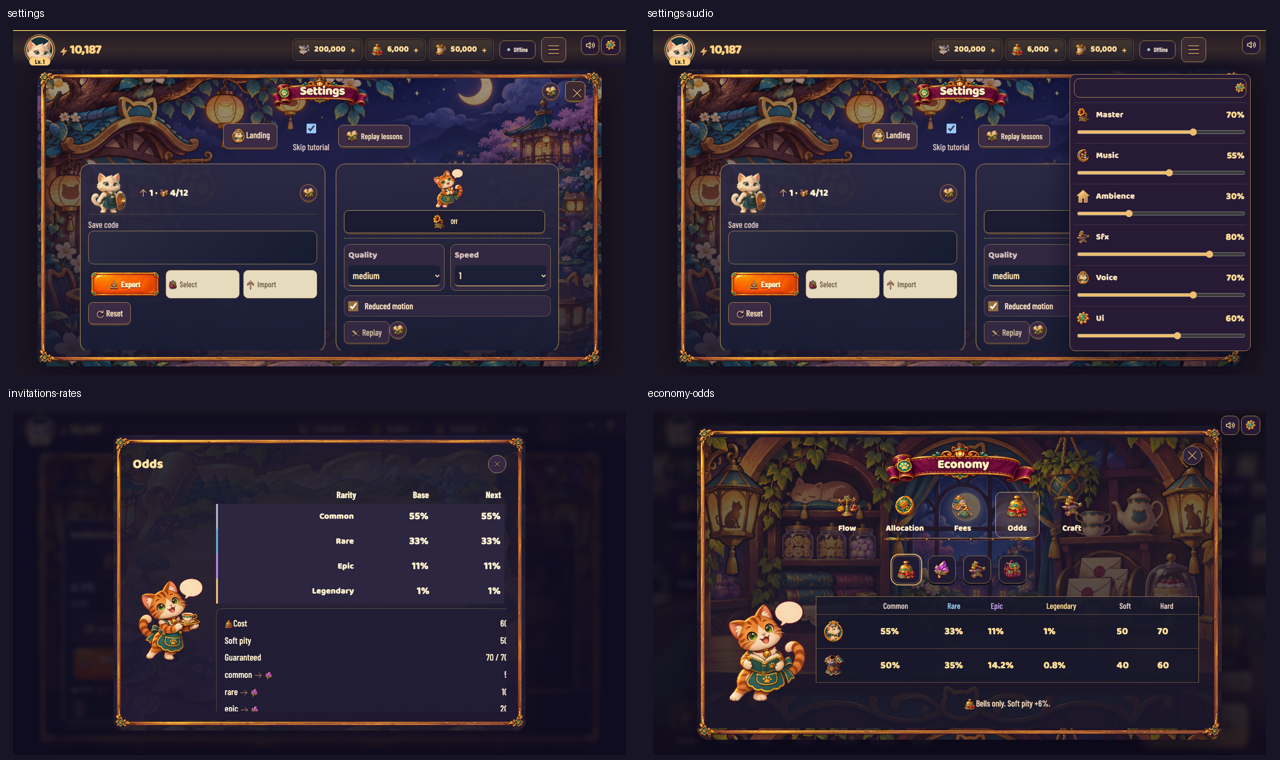 settings
Lv.1
10,187
200,000 +
6,000 +
50,000 +
Offline
Settings
Landing
Skip tutorial
Replay lessons
1 · 4/12
Save code
Export
Select
Import
Reset
Off
Quality
medium
Speed
1
Reduced motion
Replay
settings-audio
Lv.1
10,187
200,000 +
6,000 +
50,000 +
Offline
Settings
Landing
Skip tutorial
Replay lessons
1 · 4/12
Save code
Export
Select
Import
Reset
Quality
medium
Reduced motion
Replay
Master 70%
Music 55%
Ambience 30%
Sfx 80%
Voice 70%
Ui 60%
invitations-rates
Odds
Rarity Base Next
Common 55% 55%
Rare 33% 33%
Epic 11% 11%
Legendary 1% 1%
Cost
Soft pity
Guaranteed 70 /
common →
rare →
epic →
economy-odds
Economy
Flow
Allocation
Fees
Odds
Craft
Common Rare Epic Legendary Soft Hard
55% 33% 11% 1% 50 70
50% 35% 14.2% 0.8% 40 60
Bells only. Soft pity +6%.